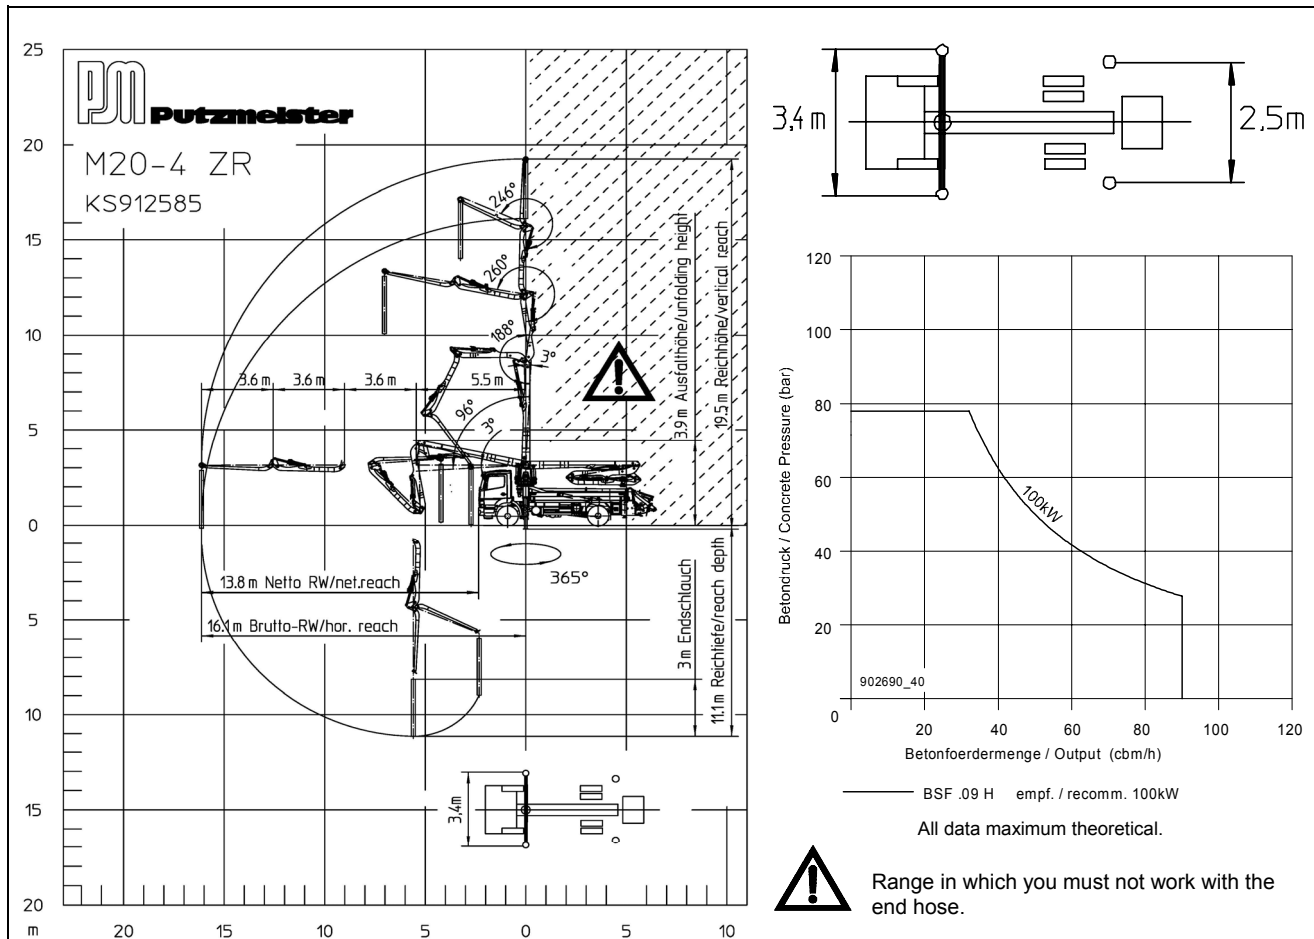 25
20
15
10
5
0
5
10
15
20
m
20
15
10
5
0
5
10
PM Putzmeister
M20-4 ZR
KS912585
246°
260°
188°
3°
96°
3°
3.6 m
3.6 m
3.6 m
5.5 m
3.9 m Ausfalthöhe/unfolding height
19.5 m Reichhöhe/vertical reach
365°
13.8 m Netto RW/net.reach
16.1 m Brutto-RW/hor. reach
3 m Endschlauch
11.1 m Reichtiefe/reach depth
3.4m
3,4 m
2,5m
Betondruck / Concrete Pressure (bar)
120
100
80
60
40
20
0
100kW
902690_40
20
40
60
80
100
120
Betonfoerdermenge / Output (cbm/h)
BSF .09 H empf. / recomm. 100kW
All data maximum theoretical.
Range in which you must not work with the
end hose.